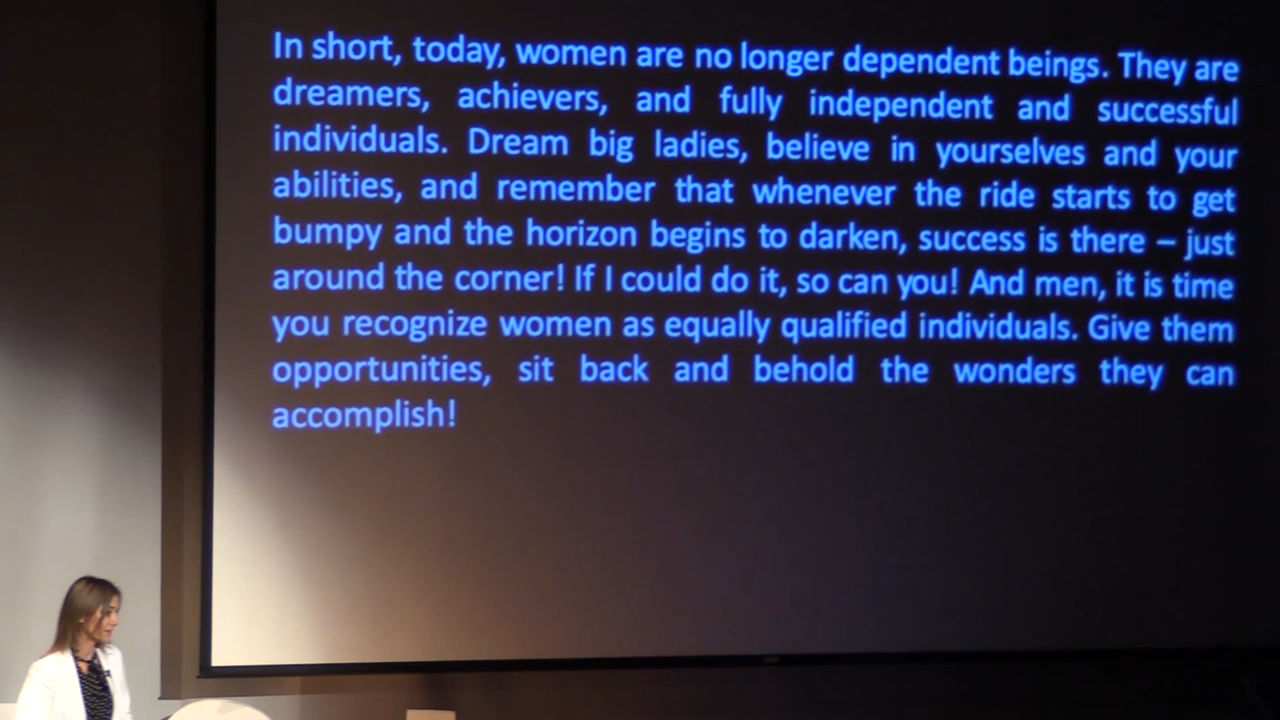 In short, today, women are no longer dependent beings. They are
dreamers, achievers, and fully independent and successful
individuals. Dream big ladies, believe in yourselves and your
abilities, and remember that whenever the ride starts to get
bumpy and the horizon begins to darken, success is there – just
around the corner! If I could do it, so can you! And men, it is time
you recognize women as equally qualified individuals. Give them
opportunities, sit back and behold the wonders they can
accomplish!